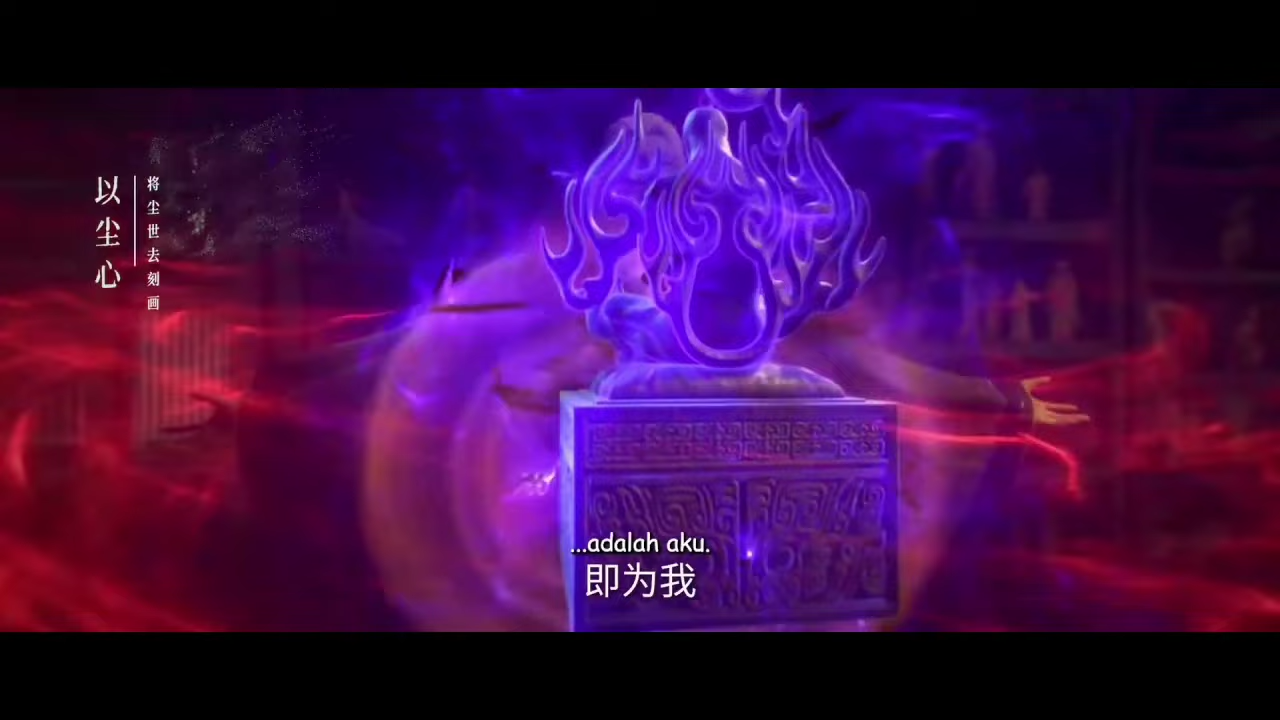 将尘世去刻画
以尘心
...adalah aku.
即为我